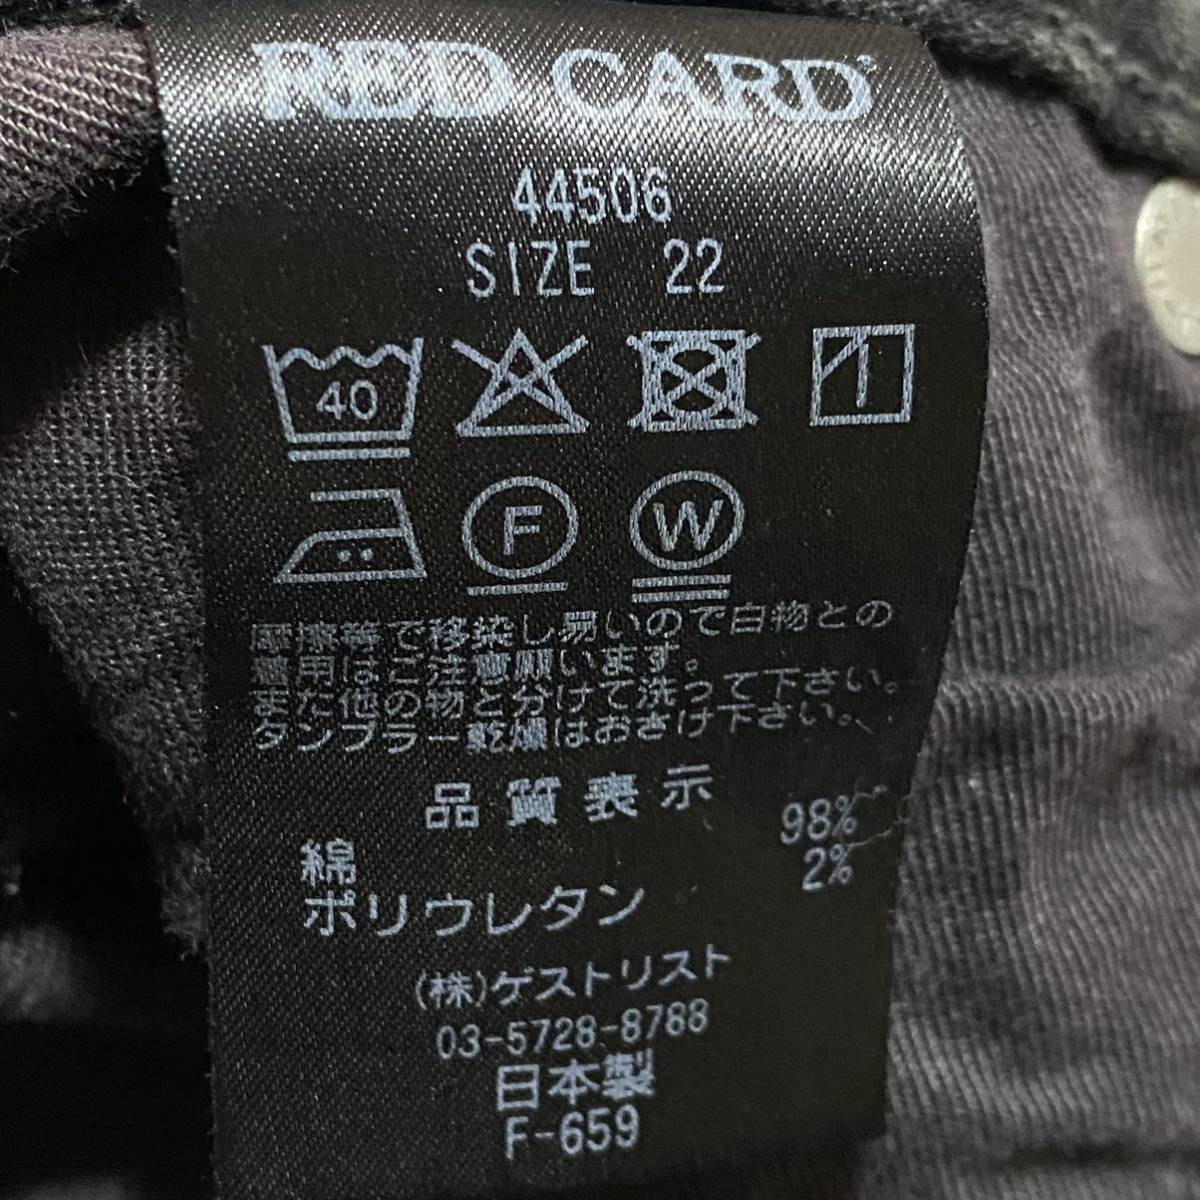 RED CARD
44506
SIZE 22
40
F W
摩擦等で移染し易いので白物との
着用はご注意願います。
また他の物と分けて洗って下さい。
タンブラー乾燥はおさけ下さい。
品質表示
綿 98%
ポリウレタン 2%
(株)ゲストリスト
03-5728-8788
日本製
F-659